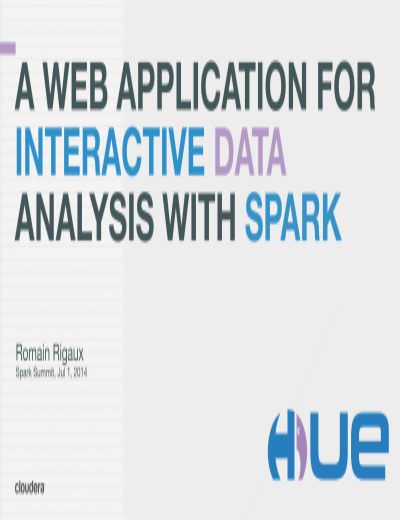 A WEB APPLICATION FOR
INTERACTIVE DATA
ANALYSIS WITH SPARK
Romain Rigaux
Spark Summit, Jul 1, 2014
HUE
cloudera